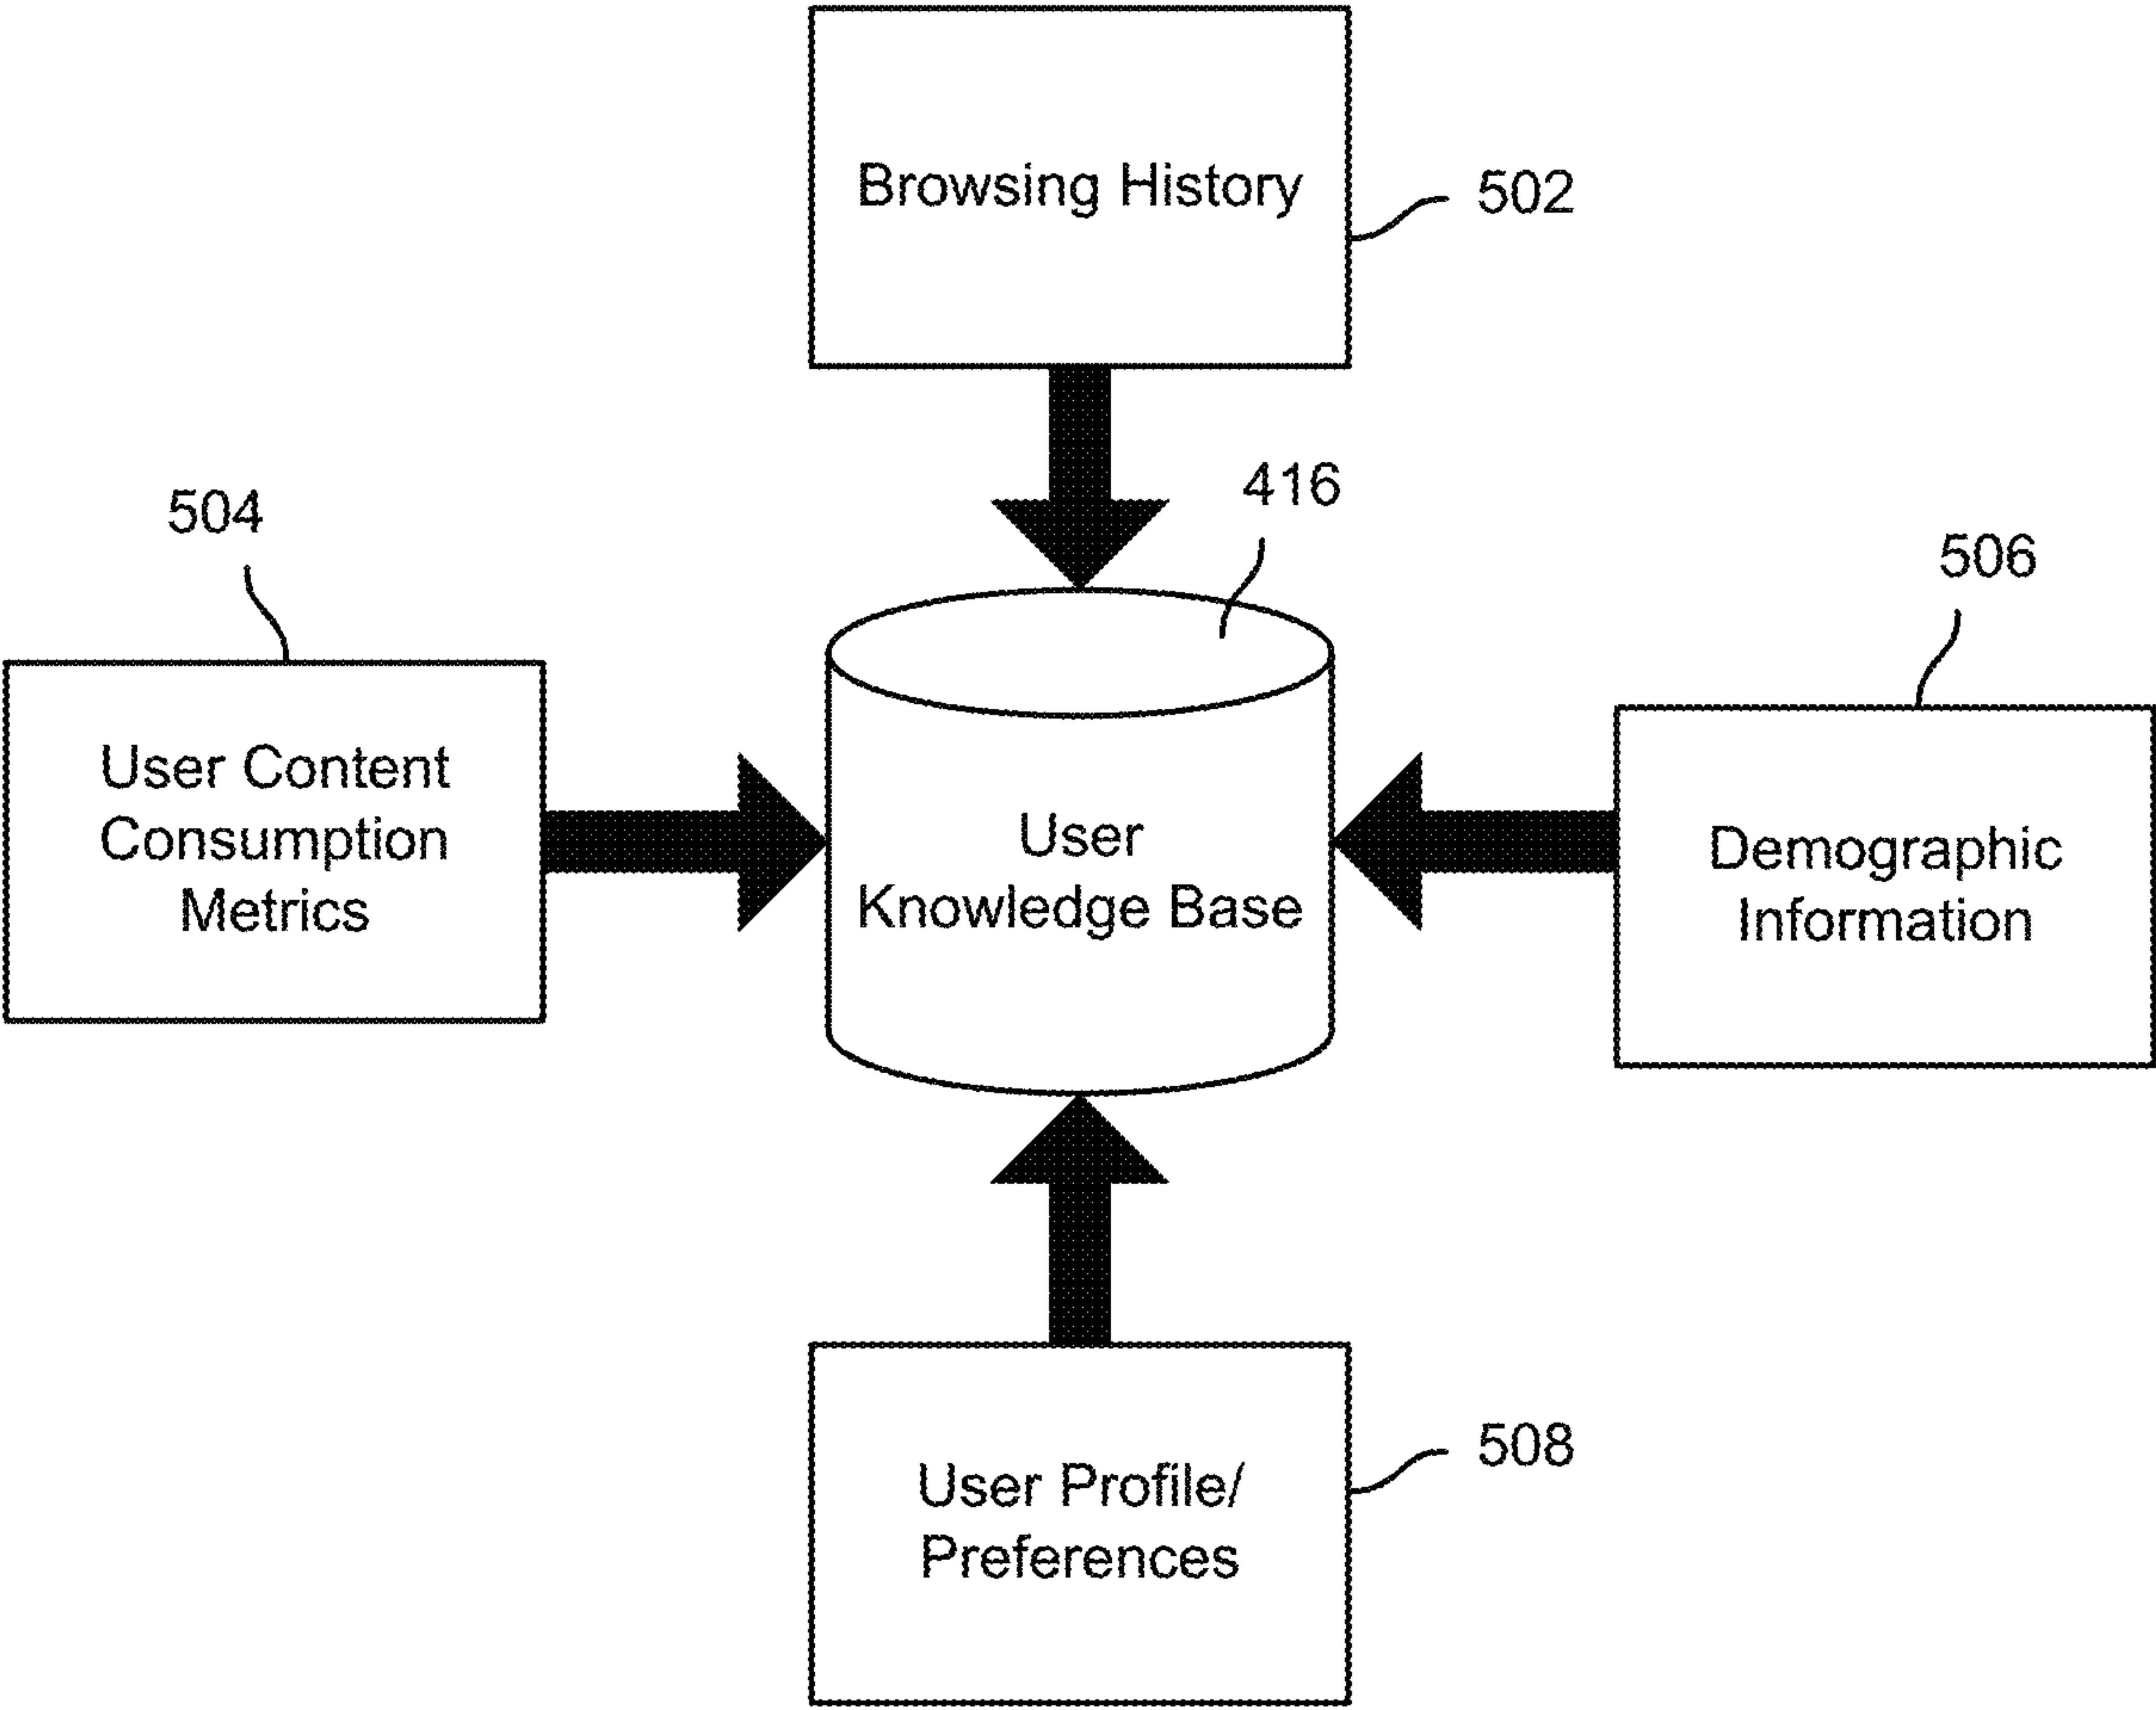 Browsing History
502
416
504
506
User Content
Consumption
Metrics
User
Knowledge Base
Demographic
Information
508
User Profile/
Preferences